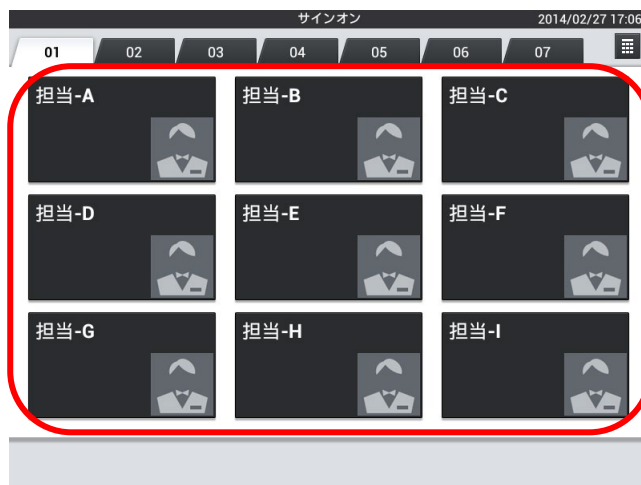 サインオン 2014/02/27 17:06
01 02 03 04 05 06 07
担当-A 担当-B 担当-C
担当-D 担当-E 担当-F
担当-G 担当-H 担当-I